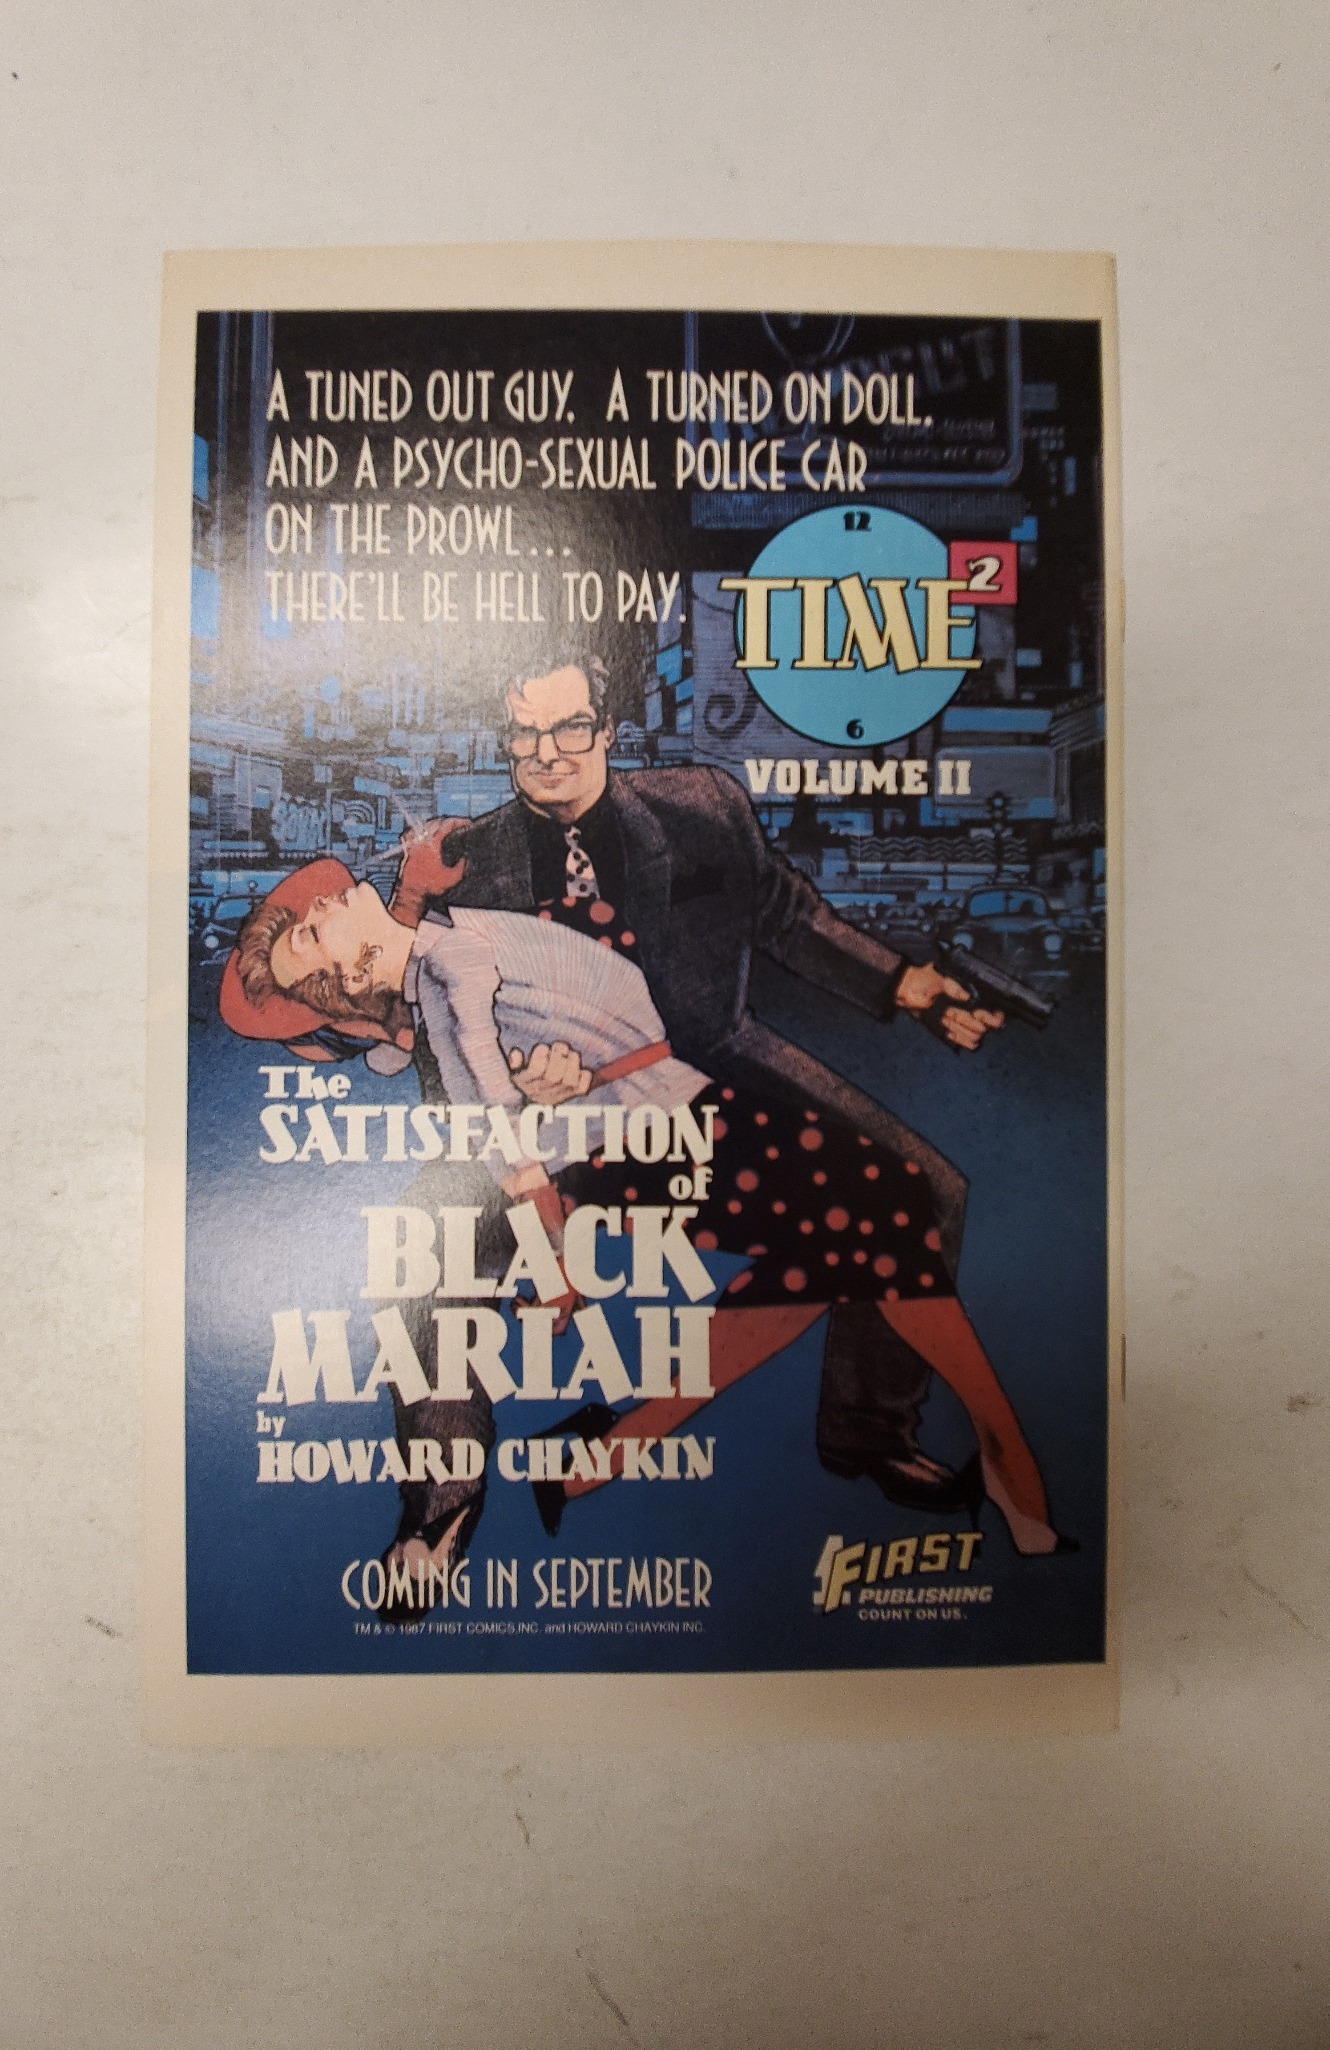 A TUNED OUT GUY. A TURNED ON DOLL.
AND A PSYCHO-SEXUAL POLICE CAR
ON THE PROWL...
THERE'LL BE HELL TO PAY.
12
TIME²
6
VOLUME II
The
SATISFACTION
of
BLACK
MARIAH
by
HOWARD CHAYKIN
COMING IN SEPTEMBER
TM & © 1987 FIRST COMICS, INC. and HOWARD CHAYKIN INC.
1
FIRST
PUBLISHING
COUNT ON US.